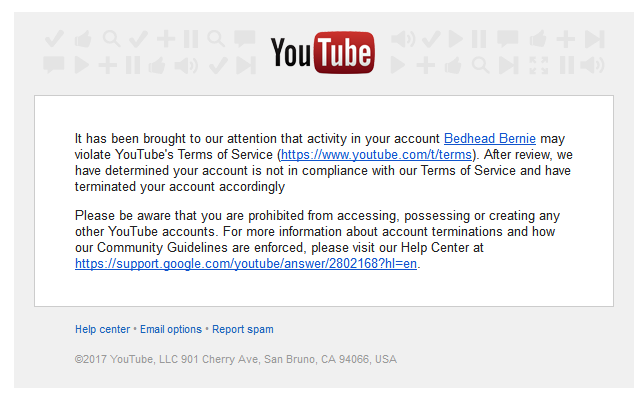 YouTube
It has been brought to our attention that activity in your account Bedhead Bernie may
violate YouTube's Terms of Service (https://www.youtube.com/t/terms). After review, we
have determined your account is not in compliance with our Terms of Service and have
terminated your account accordingly
Please be aware that you are prohibited from accessing, possessing or creating any
other YouTube accounts. For more information about account terminations and how
our Community Guidelines are enforced, please visit our Help Center at
https://support.google.com/youtube/answer/2802168?hl=en.
Help center • Email options • Report spam
©2017 YouTube, LLC 901 Cherry Ave, San Bruno, CA 94066, USA